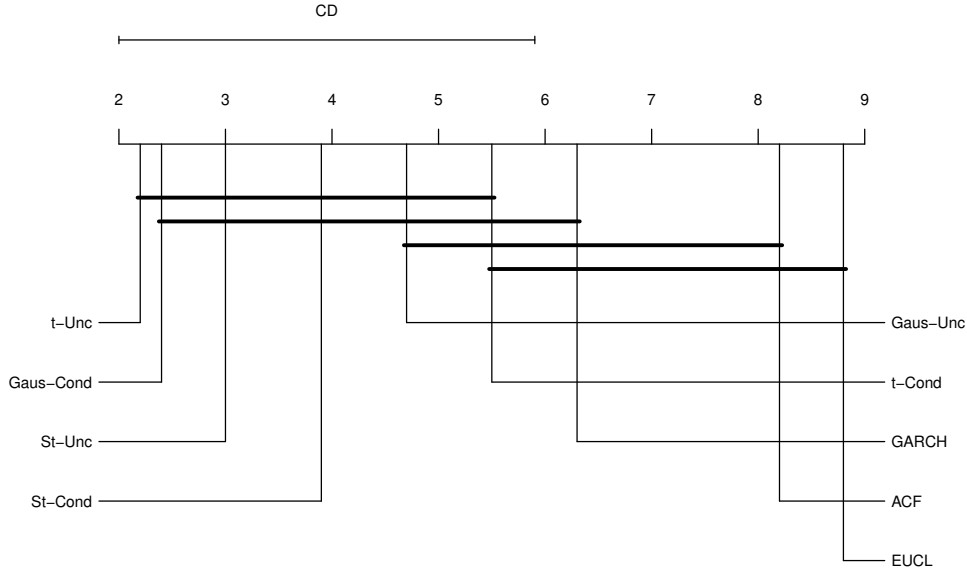 CD
2 3 4 5 6 7 8 9
t−Unc Gaus−Unc
Gaus−Cond t−Cond
St−Unc GARCH
St−Cond ACF
EUCL